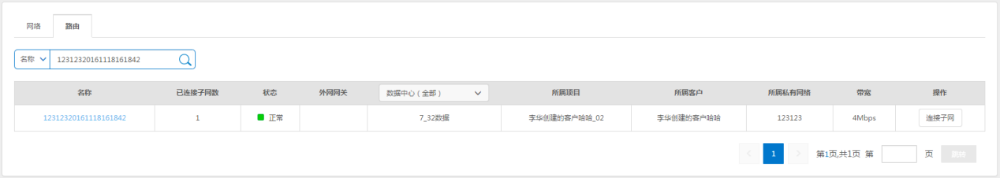 网络 路由
名称 12312320161118161842
名称 已连接子网数 状态 外网网关 数据中心（全部） 所属项目 所属客户 所属私有网络 带宽 操作
12312320161118161842 1 正常 7_32数据 李华创建的客户哈哈_02 李华创建的客户哈哈 123123 4Mbps 连接子网
1 第1页,共1页 第 页 跳转